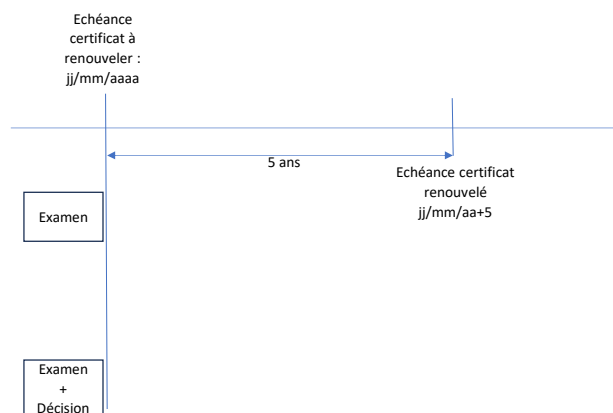 Echéance
certificat à
renouveler :
jj/mm/aaaa
5 ans
Echéance certificat
renouvelé
jj/mm/aa+5
Examen
Examen
+
Décision